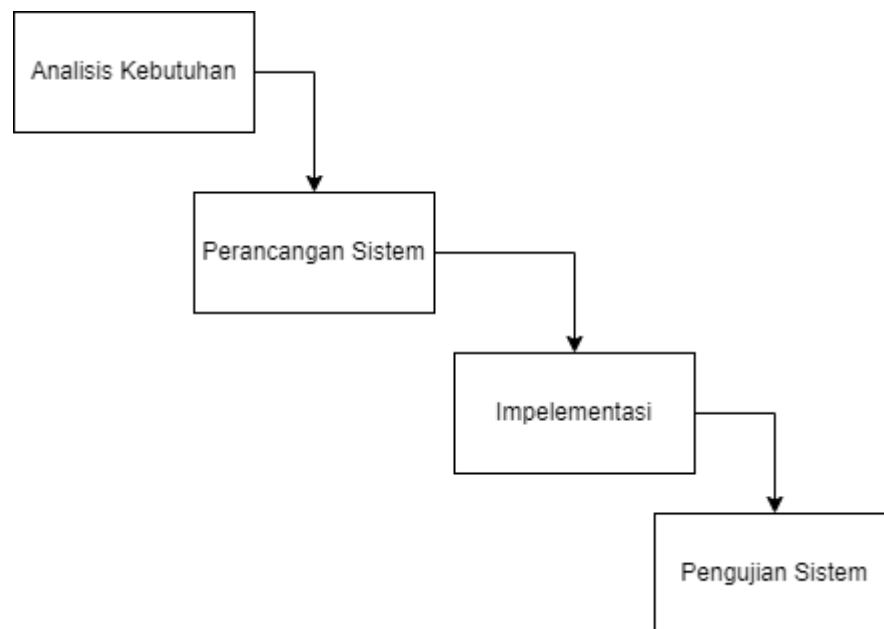 Analisis Kebutuhan
Perancangan Sistem
Impelementasi
Pengujian Sistem